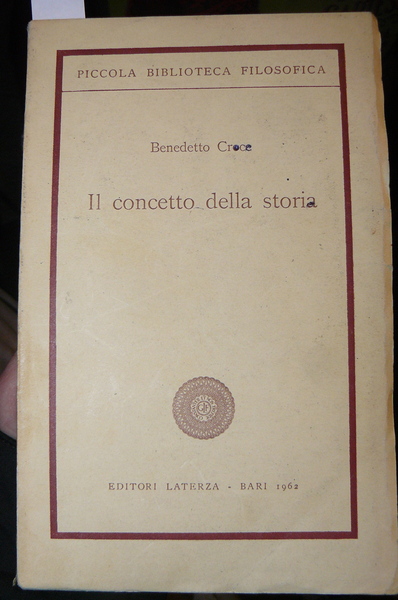 PICCOLA BIBLIOTECA FILOSOFICA
Benedetto Croce
Il concetto della storia
EDITORI LATERZA - BARI 1962